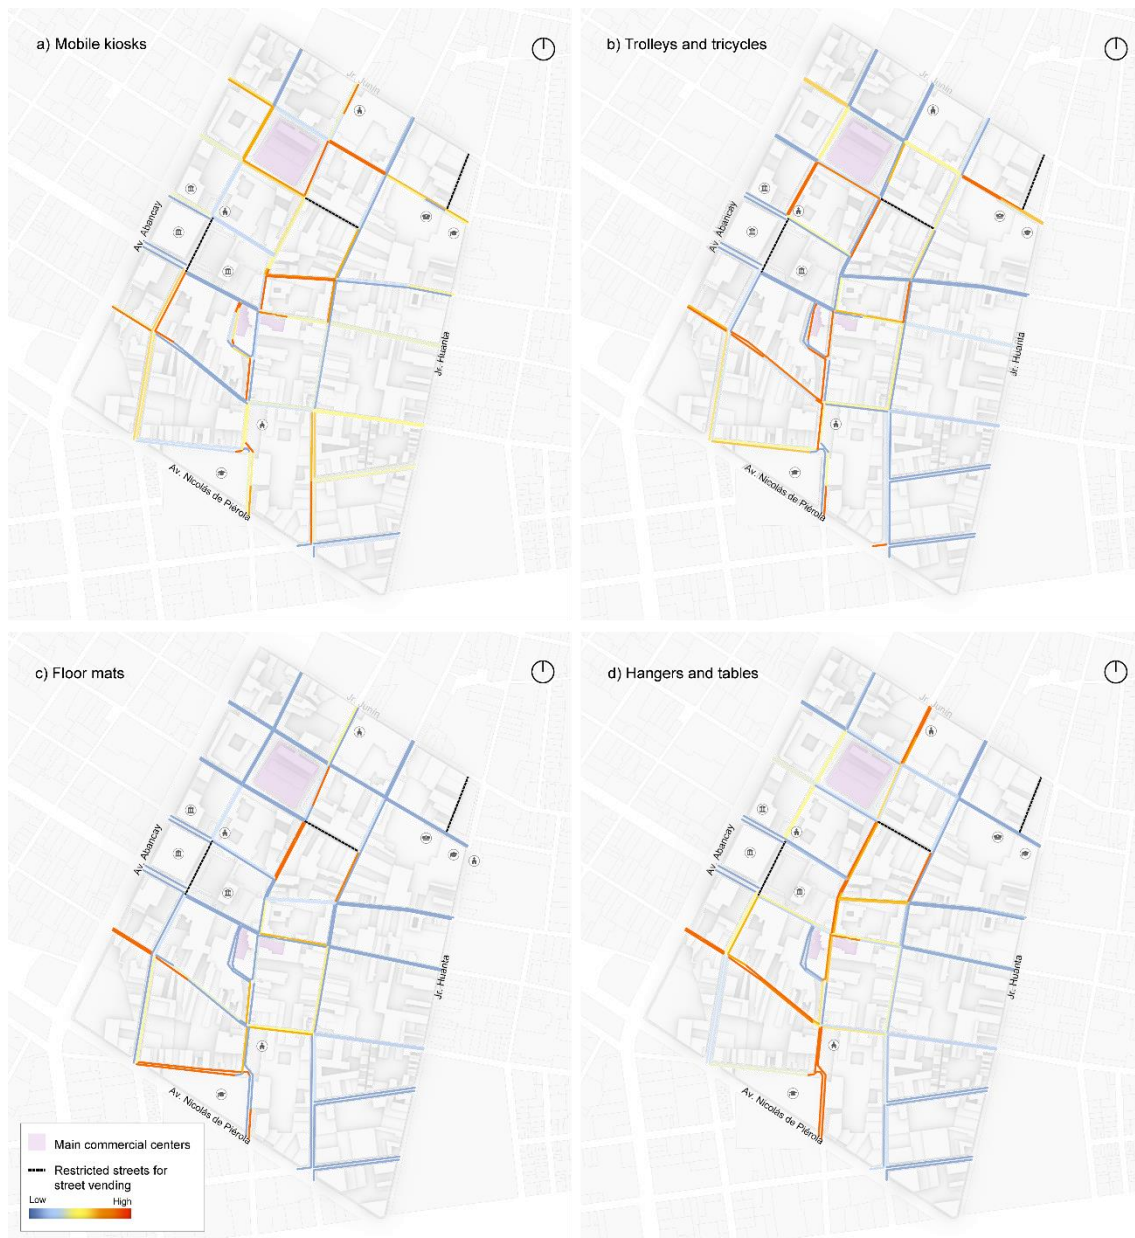 a) Mobile kiosks
Jr. Junín
Av. Abancay
Jr. Huanta
Av. Nicolás de Piérola
b) Trolleys and tricycles
Jr. Junín
Av. Abancay
Jr. Huanta
Av. Nicolás de Piérola
c) Floor mats
Jr. Junín
Av. Abancay
Jr. Huanta
Av. Nicolás de Piérola
Main commercial centers
Restricted streets for
street vending
Low High
d) Hangers and tables
Jr. Junín
Av. Abancay
Jr. Huanta
Av. Nicolás de Piérola